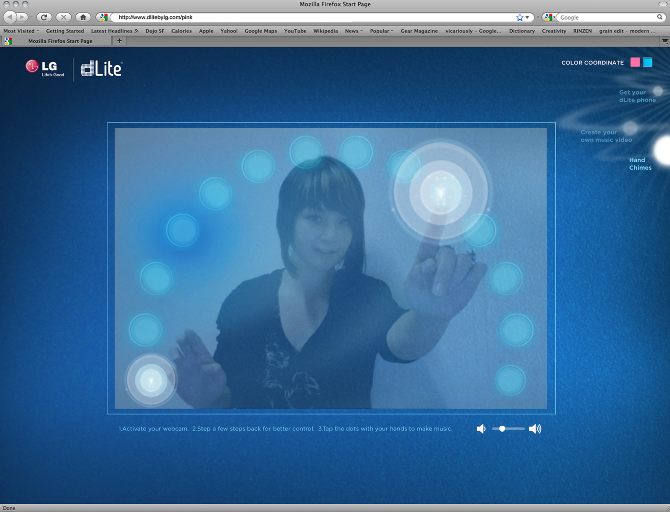 Mozilla Firefox Start Page
http://www.dlitebylg.com/pink
Google
Most Visited
Getting Started
Latest Headlines
Dojo SF
Calories
Apple
Yahoo!
Google Maps
YouTube
Wikipedia
News
Popular
Gear Magazine
vicariously – Google...
Dictionary
Creativity
RINZEN
grain edit – modern ...
Mozilla Firefox Start Page
LG
Life's Good
dLite
COLOR COORDINATE
Get your
dLite phone
Create your
own music video
Hand
Chimes
1.Activate your webcam. 2.Step a few steps back for better control. 3.Tap the dots with your hands to make music.
Done